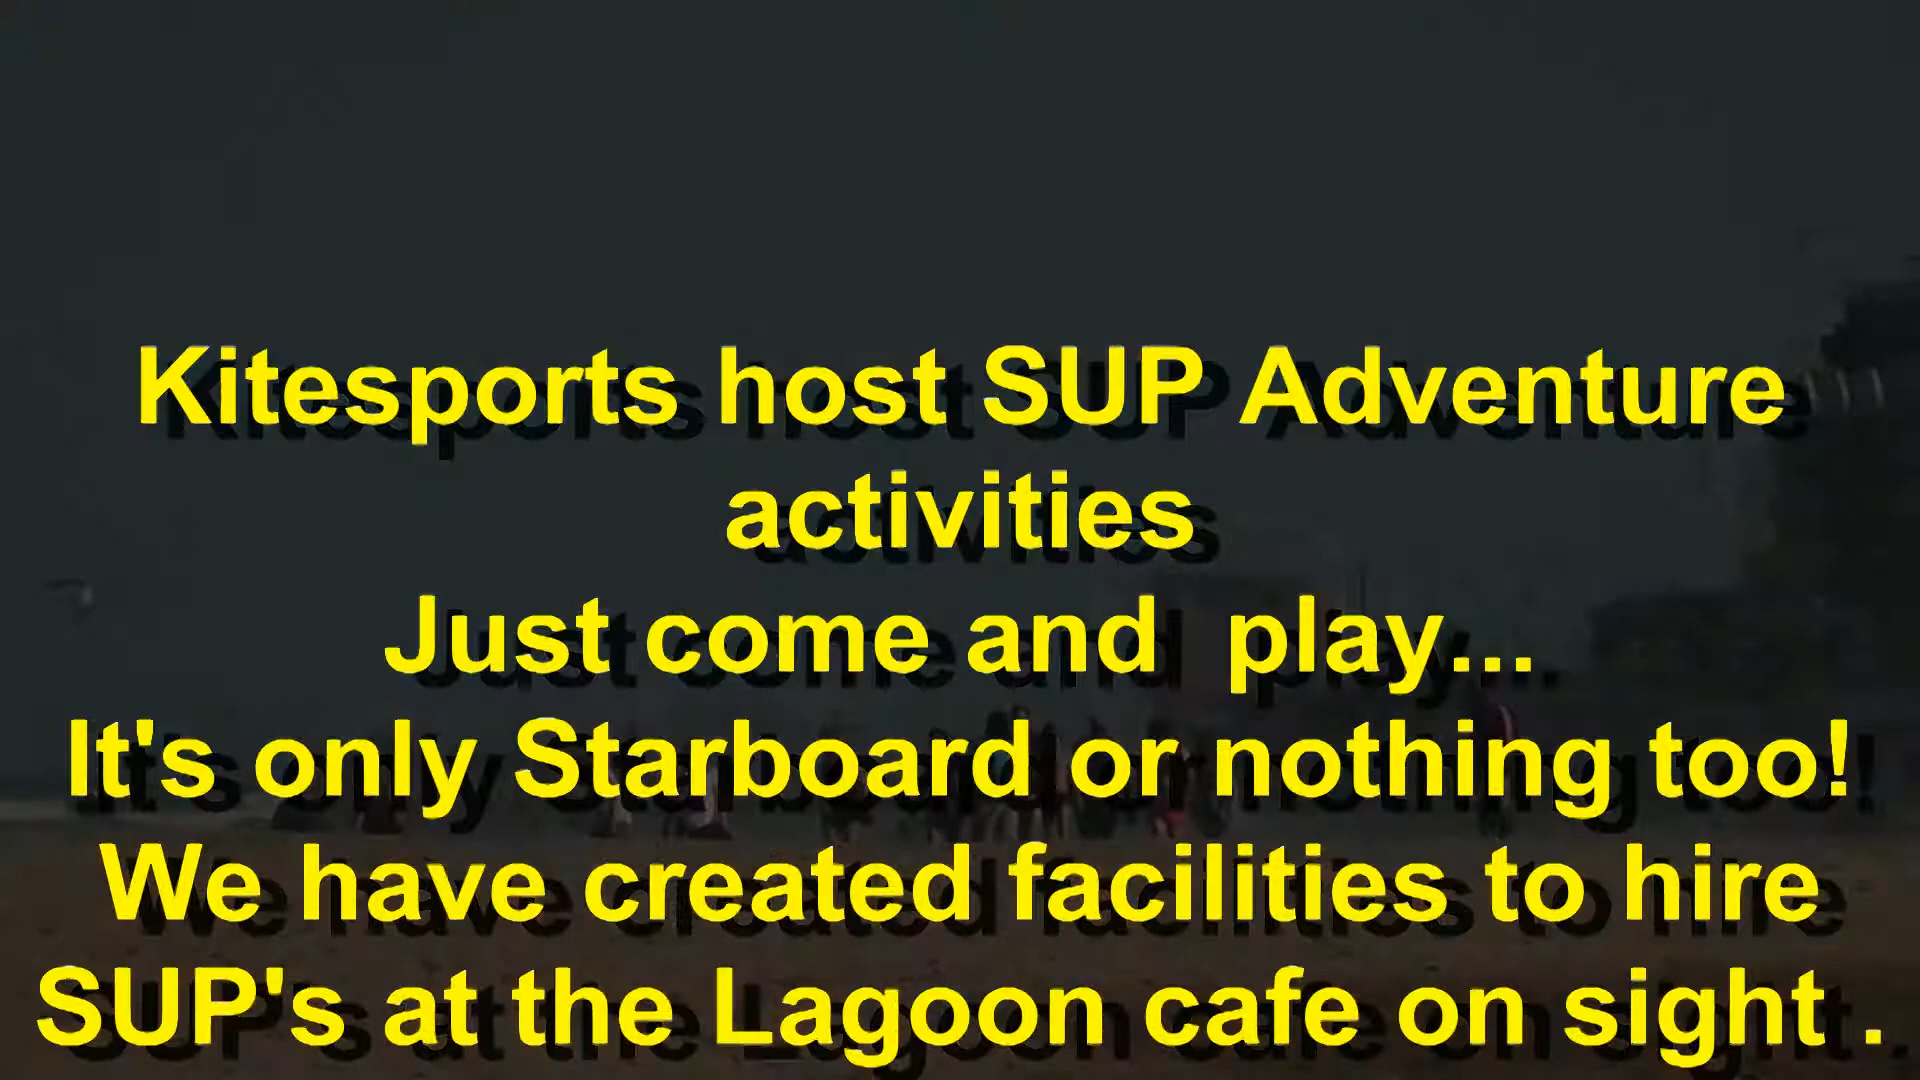 Kitesports host SUP Adventure
activities
Just come and  play...
It's only Starboard or nothing too!
We have created facilities to hire
SUP's at the Lagoon cafe on sight .